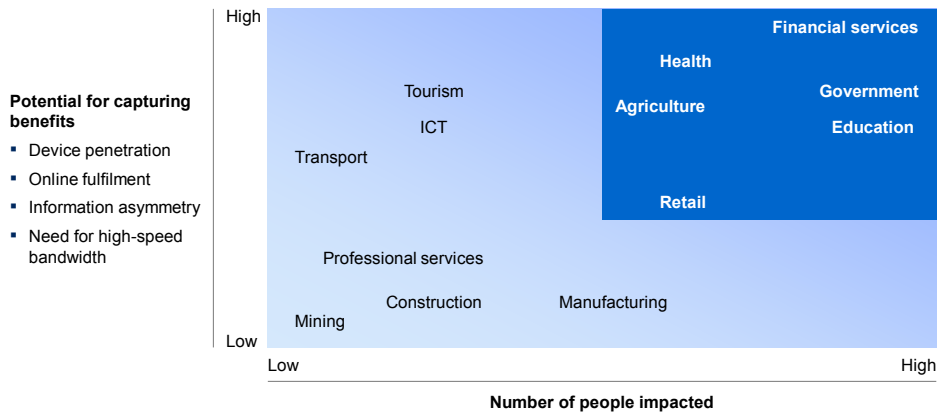 High
Financial services
Health
Tourism
Government
Potential for capturing
benefits
Agriculture
ICT
Education
▪ Device penetration
Transport
▪ Online fulfilment
▪ Information asymmetry
Retail
▪ Need for high-speed
bandwidth
Professional services
Construction
Manufacturing
Mining
Low
Low
High
Number of people impacted